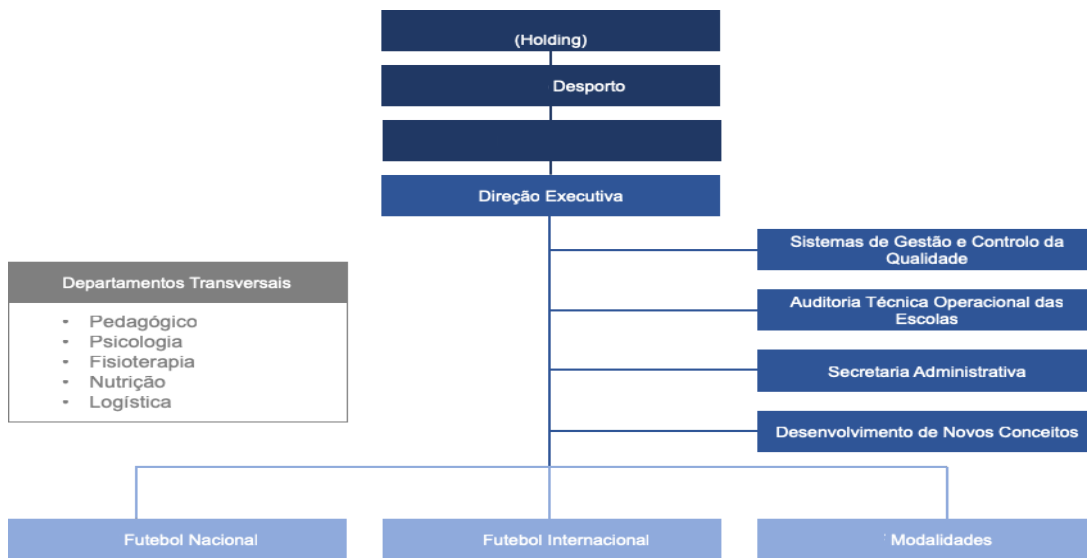 (Holding)
Desporto
Direção Executiva
Sistemas de Gestão e Controlo da
Qualidade
Departamentos Transversais
• Pedagógico
• Psicologia
• Fisioterapia
• Nutrição
• Logística
Auditoria Técnica Operacional das
Escolas
Secretaria Administrativa
Desenvolvimento de Novos Conceitos
Futebol Nacional
Futebol Internacional
Modalidades